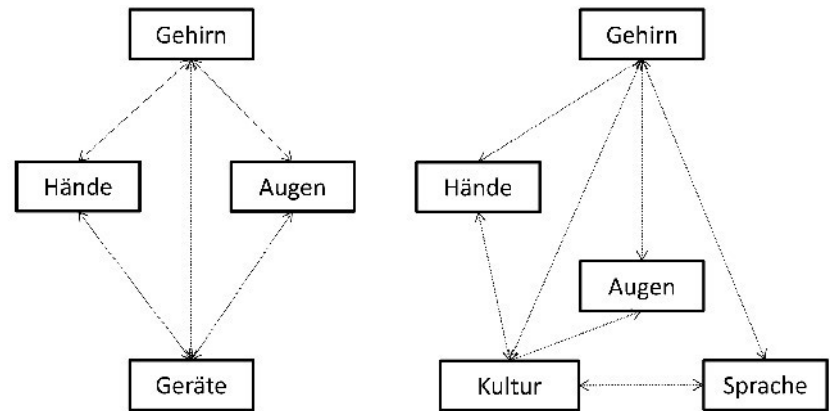 Gehirn
Hände
Augen
Geräte
Gehirn
Hände
Augen
Kultur
Sprache